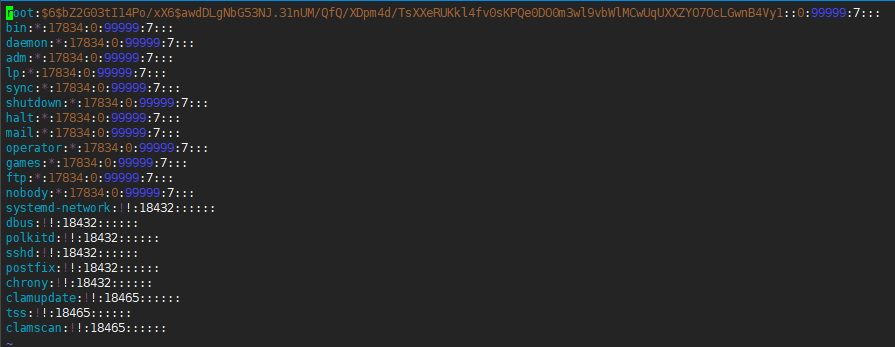 root:$6$bZ2G03tI14Po/xX6$awdDLgNbG53NJ.31nUM/QfQ/XDpm4d/TsXXeRUKkl4fv0sKPQe0DO0m3wl9vbWlMCwUqUXXZYO7OcLGwnB4Vy1::0:99999:7:::
bin:*:17834:0:99999:7:::
daemon:*:17834:0:99999:7:::
adm:*:17834:0:99999:7:::
lp:*:17834:0:99999:7:::
sync:*:17834:0:99999:7:::
shutdown:*:17834:0:99999:7:::
halt:*:17834:0:99999:7:::
mail:*:17834:0:99999:7:::
operator:*:17834:0:99999:7:::
games:*:17834:0:99999:7:::
ftp:*:17834:0:99999:7:::
nobody:*:17834:0:99999:7:::
systemd-network:!!:18432::::::
dbus:!!:18432::::::
polkitd:!!:18432::::::
sshd:!!:18432::::::
postfix:!!:18432::::::
chrony:!!:18432::::::
clamupdate:!!:18465::::::
tss:!!:18465::::::
clamscan:!!:18465::::::
~